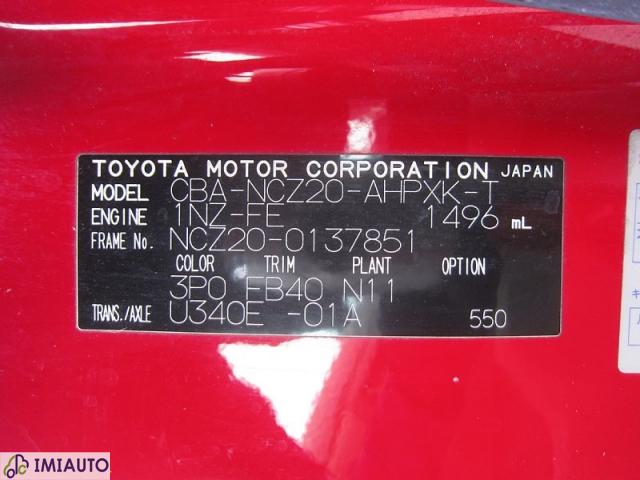 TOYOTA MOTOR CORPORATION JAPAN
MODEL CBA-NCZ20-AHPXK-T
ENGINE 1NZ-FE 1496 mL
FRAME No. NCZ20-0137851
COLOR TRIM PLANT OPTION
3P0 FB40 N11
TRANS./AXLE U340E -01A 550
IMIAUTO